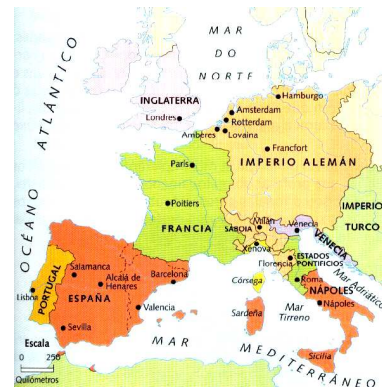 MAR
DO
NORTE
OCÉANO ATLÁNTICO
INGLATERRA
Londres
Hamburgo
Amsterdam
Rotterdam
Amberes
Lovaina
Francfort
IMPERIO ALEMÁN
París
Poitiers
FRANCIA
SABOIA
Milán
Venecia
VENECIA
IMPERIO
TURCO
Xénova
Florencia
ESTADOS
PONTIFICIOS
Mar Adriático
Córsega
Roma
NÁPOLES
Nápoles
Mar
Tirreno
Sardeña
Sicilia
PORTUGAL
Lisboa
Salamanca
Alcalá de
Henares
ESPAÑA
Barcelona
Valencia
Sevilla
MAR MEDITERRÁNEO
Escala
0 250
Quilómetros